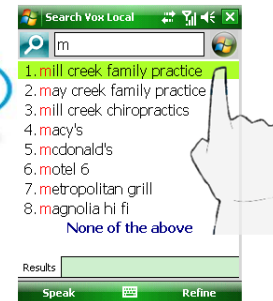 Search Vox Local
m
1. mill creek family practice
2. may creek family practice
3. mill creek chiropractics
4. macy's
5. mcdonald's
6. motel 6
7. metropolitan grill
8. magnolia hi fi
None of the above
Results
Speak Refine